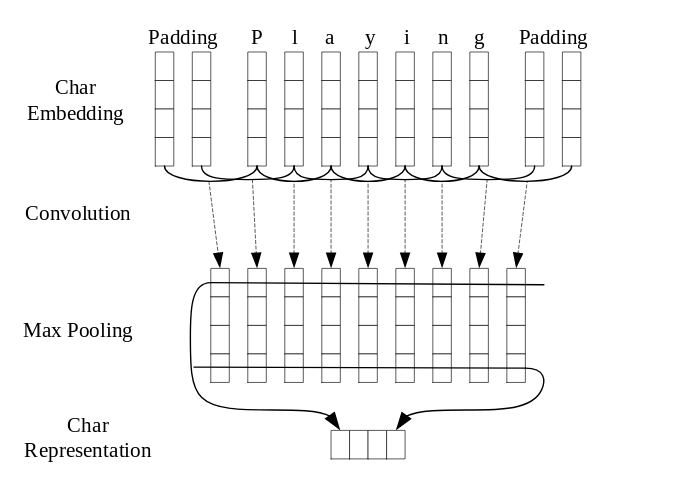 Padding P l a y i n g Padding
Char
Embedding
Convolution
Max Pooling
Char
Representation